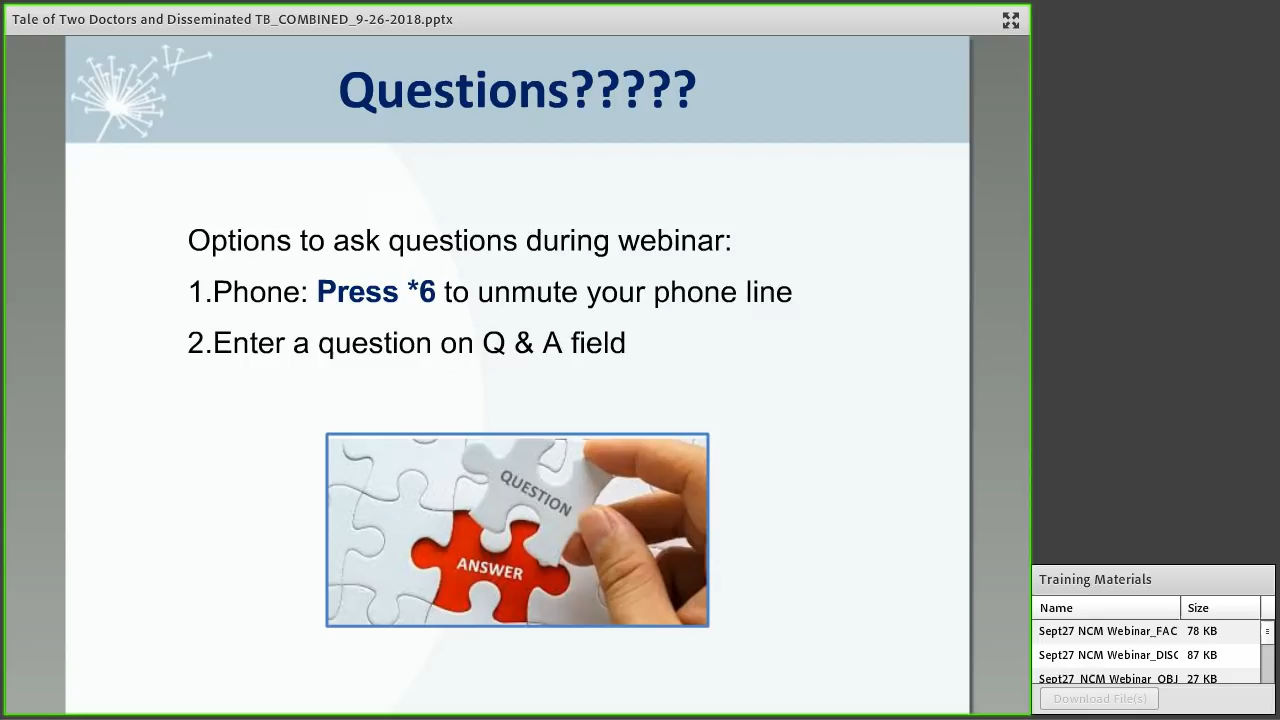 Tale of Two Doctors and Disseminated TB_COMBINED_9-26-2018.pptx
Questions?????
Options to ask questions during webinar:
1.Phone: Press *6 to unmute your phone line
2.Enter a question on Q & A field
QUESTION
ANSWER
Training Materials
Name Size
Sept27 NCM Webinar_FAC 78 KB
Sept27 NCM Webinar_DISC 87 KB
Sept27 NCM Webinar_OBJ 27 KB
Download File(s)